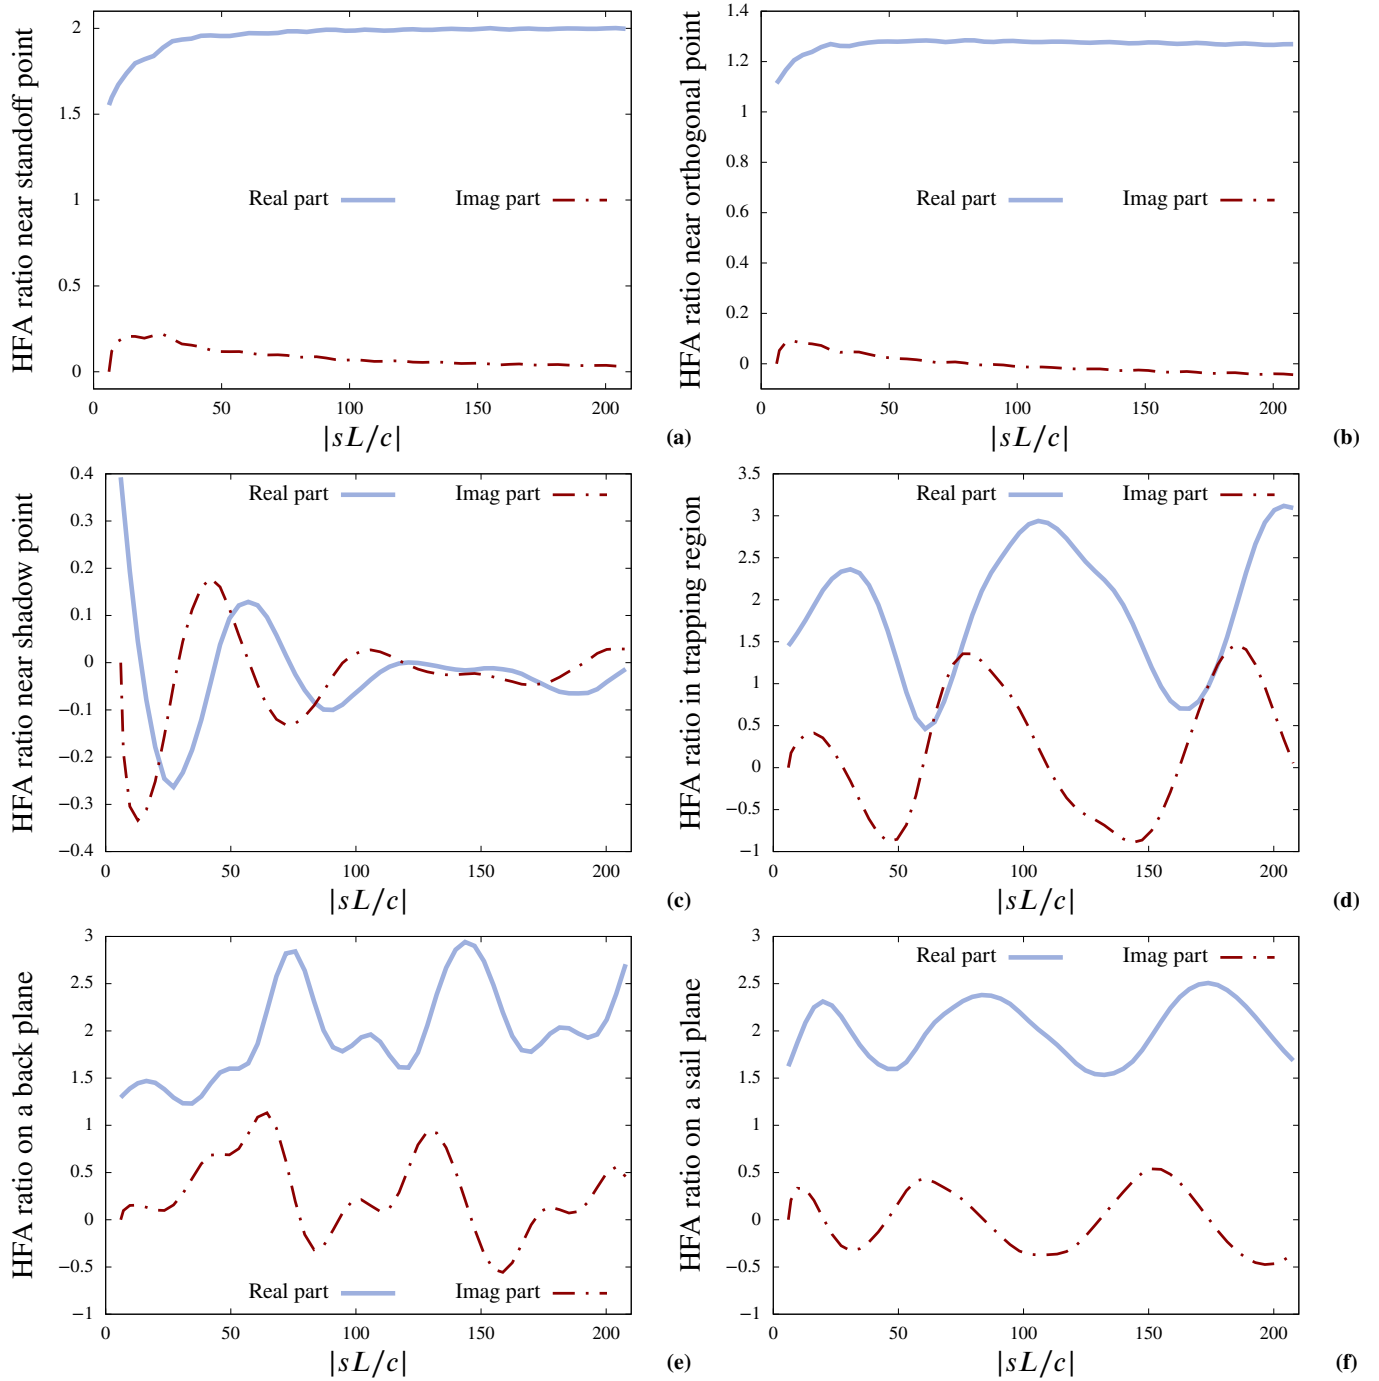 HFA ratio near standoff point
2
1.5
1
0.5
0
Real part
Imag part
0 50 100 150 200
|sL/c|
(a)
HFA ratio near orthogonal point
1.4
1.2
1
0.8
0.6
0.4
0.2
0
Real part
Imag part
0 50 100 150 200
|sL/c|
(b)
HFA ratio near shadow point
0.4
0.3
0.2
0.1
0
−0.1
−0.2
−0.3
−0.4
Real part
Imag part
0 50 100 150 200
|sL/c|
(c)
HFA ratio in trapping region
3.5
3
2.5
2
1.5
1
0.5
0
−0.5
−1
Real part
Imag part
0 50 100 150 200
|sL/c|
(d)
HFA ratio on a back plane
3
2.5
2
1.5
1
0.5
0
−0.5
−1
Real part
Imag part
0 50 100 150 200
|sL/c|
(e)
HFA ratio on a sail plane
3
2.5
2
1.5
1
0.5
0
−0.5
−1
Real part
Imag part
0 50 100 150 200
|sL/c|
(f)